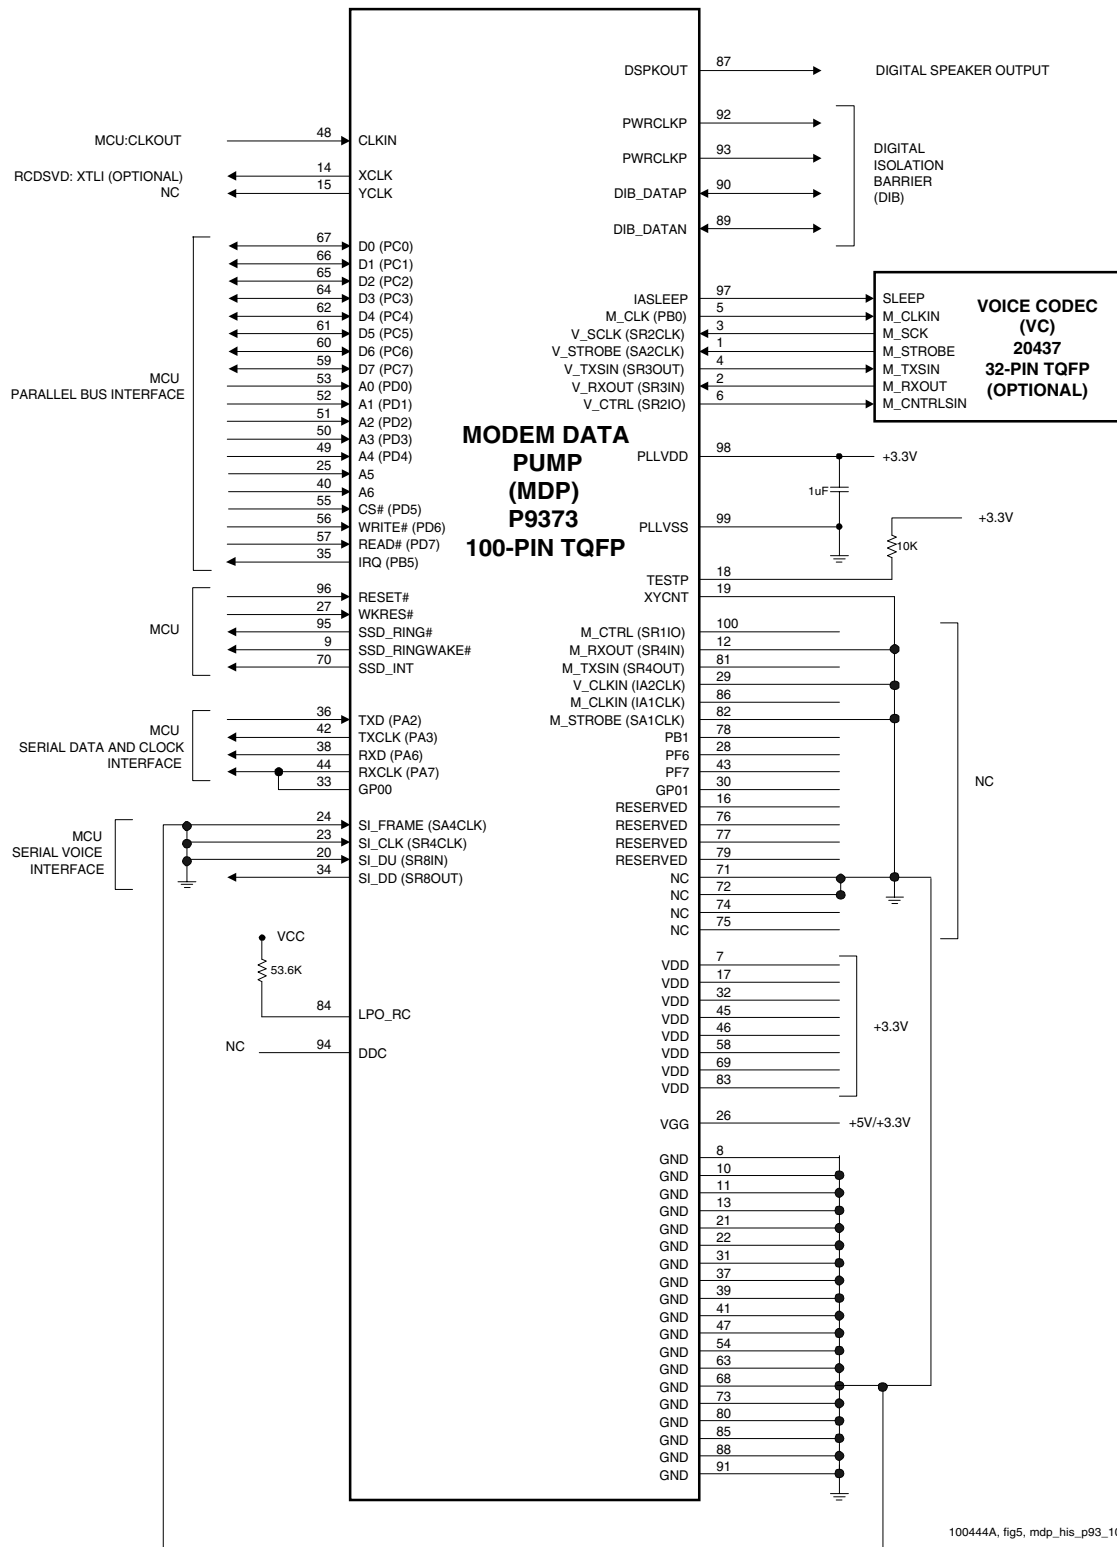 DSPKOUT 87 DIGITAL SPEAKER OUTPUT
PWRCLKP 92
PWRCLKP 93
DIB_DATAP 90
DIB_DATAN 89
DIGITAL
ISOLATION
BARRIER
(DIB)
MCU:CLKOUT 48 CLKIN
RCDSVD: XTLI (OPTIONAL) 14 XCLK
NC 15 YCLK
MCU
PARALLEL BUS INTERFACE
67 D0 (PC0)
66 D1 (PC1)
65 D2 (PC2)
64 D3 (PC3)
62 D4 (PC4)
61 D5 (PC5)
60 D6 (PC6)
59 D7 (PC7)
53 A0 (PD0)
52 A1 (PD1)
51 A2 (PD2)
50 A3 (PD3)
49 A4 (PD4)
25 A5
40 A6
55 CS# (PD5)
56 WRITE# (PD6)
57 READ# (PD7)
35 IRQ (PB5)
MCU
96 RESET#
27 WKRES#
95 SSD_RING#
9 SSD_RINGWAKE#
70 SSD_INT
MCU
SERIAL DATA AND CLOCK
INTERFACE
36 TXD (PA2)
42 TXCLK (PA3)
38 RXD (PA6)
44 RXCLK (PA7)
33 GP00
MCU
SERIAL VOICE
INTERFACE
24 SI_FRAME (SA4CLK)
23 SI_CLK (SR4CLK)
20 SI_DU (SR8IN)
34 SI_DD (SR8OUT)
VCC
53.6K
84 LPO_RC
NC 94 DDC
MODEM DATA
PUMP
(MDP)
P9373
100-PIN TQFP
IASLEEP 97 SLEEP
M_CLK (PB0) 5 M_CLKIN
V_SCLK (SR2CLK) 3 M_SCK
V_STROBE (SA2CLK) 1 M_STROBE
V_TXSIN (SR3OUT) 4 M_TXSIN
V_RXOUT (SR3IN) 2 M_RXOUT
V_CTRL (SR2IO) 6 M_CNTRLSIN
VOICE CODEC
(VC)
20437
32-PIN TQFP
(OPTIONAL)
PLLVDD 98 +3.3V
1uF
PLLVSS 99
+3.3V
10K
TESTP 18
XYCNT 19
M_CTRL (SR1IO) 100
M_RXOUT (SR4IN) 12
M_TXSIN (SR4OUT) 81
V_CLKIN (IA2CLK) 29
M_CLKIN (IA1CLK) 86
M_STROBE (SA1CLK) 82
PB1 78
PF6 28
PF7 43
GP01 30
RESERVED 16
RESERVED 76
RESERVED 77
RESERVED 79
NC 71
NC 72
NC 74
NC 75
NC
VDD 7
VDD 17
VDD 32
VDD 45
VDD 46
VDD 58
VDD 69
VDD 83
+3.3V
VGG 26 +5V/+3.3V
GND 8
GND 10
GND 11
GND 13
GND 21
GND 22
GND 31
GND 37
GND 39
GND 41
GND 47
GND 54
GND 63
GND 68
GND 73
GND 80
GND 85
GND 88
GND 91
100444A, fig5, mdp_his_p93_10